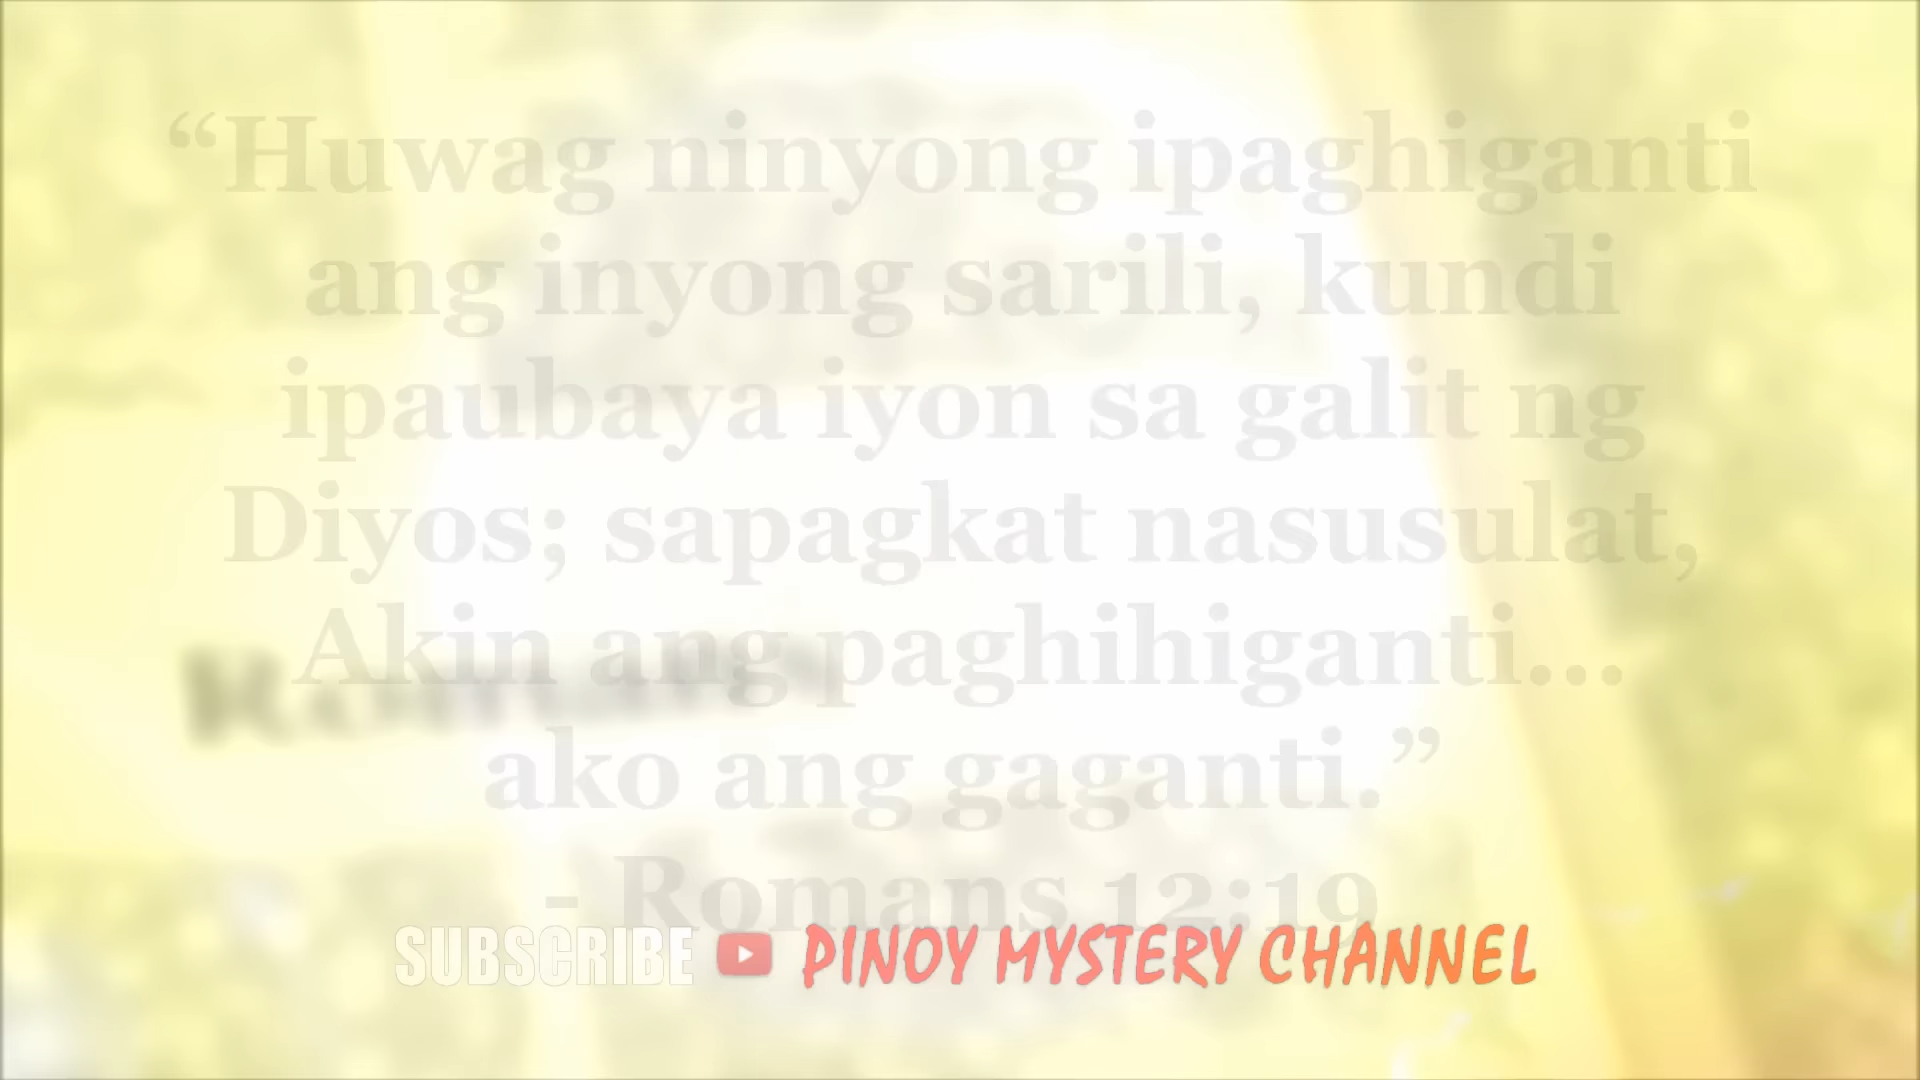 “Huwag ninyong ipaghiganti
ang inyong sarili, kundi
ipaubaya iyon sa galit ng
Diyos; sapagkat nasusulat,
Akin ang paghihiganti...
Romans
ako ang gaganti.”
- Romans 12:19
SUBSCRIBE PINOY MYSTERY CHANNEL